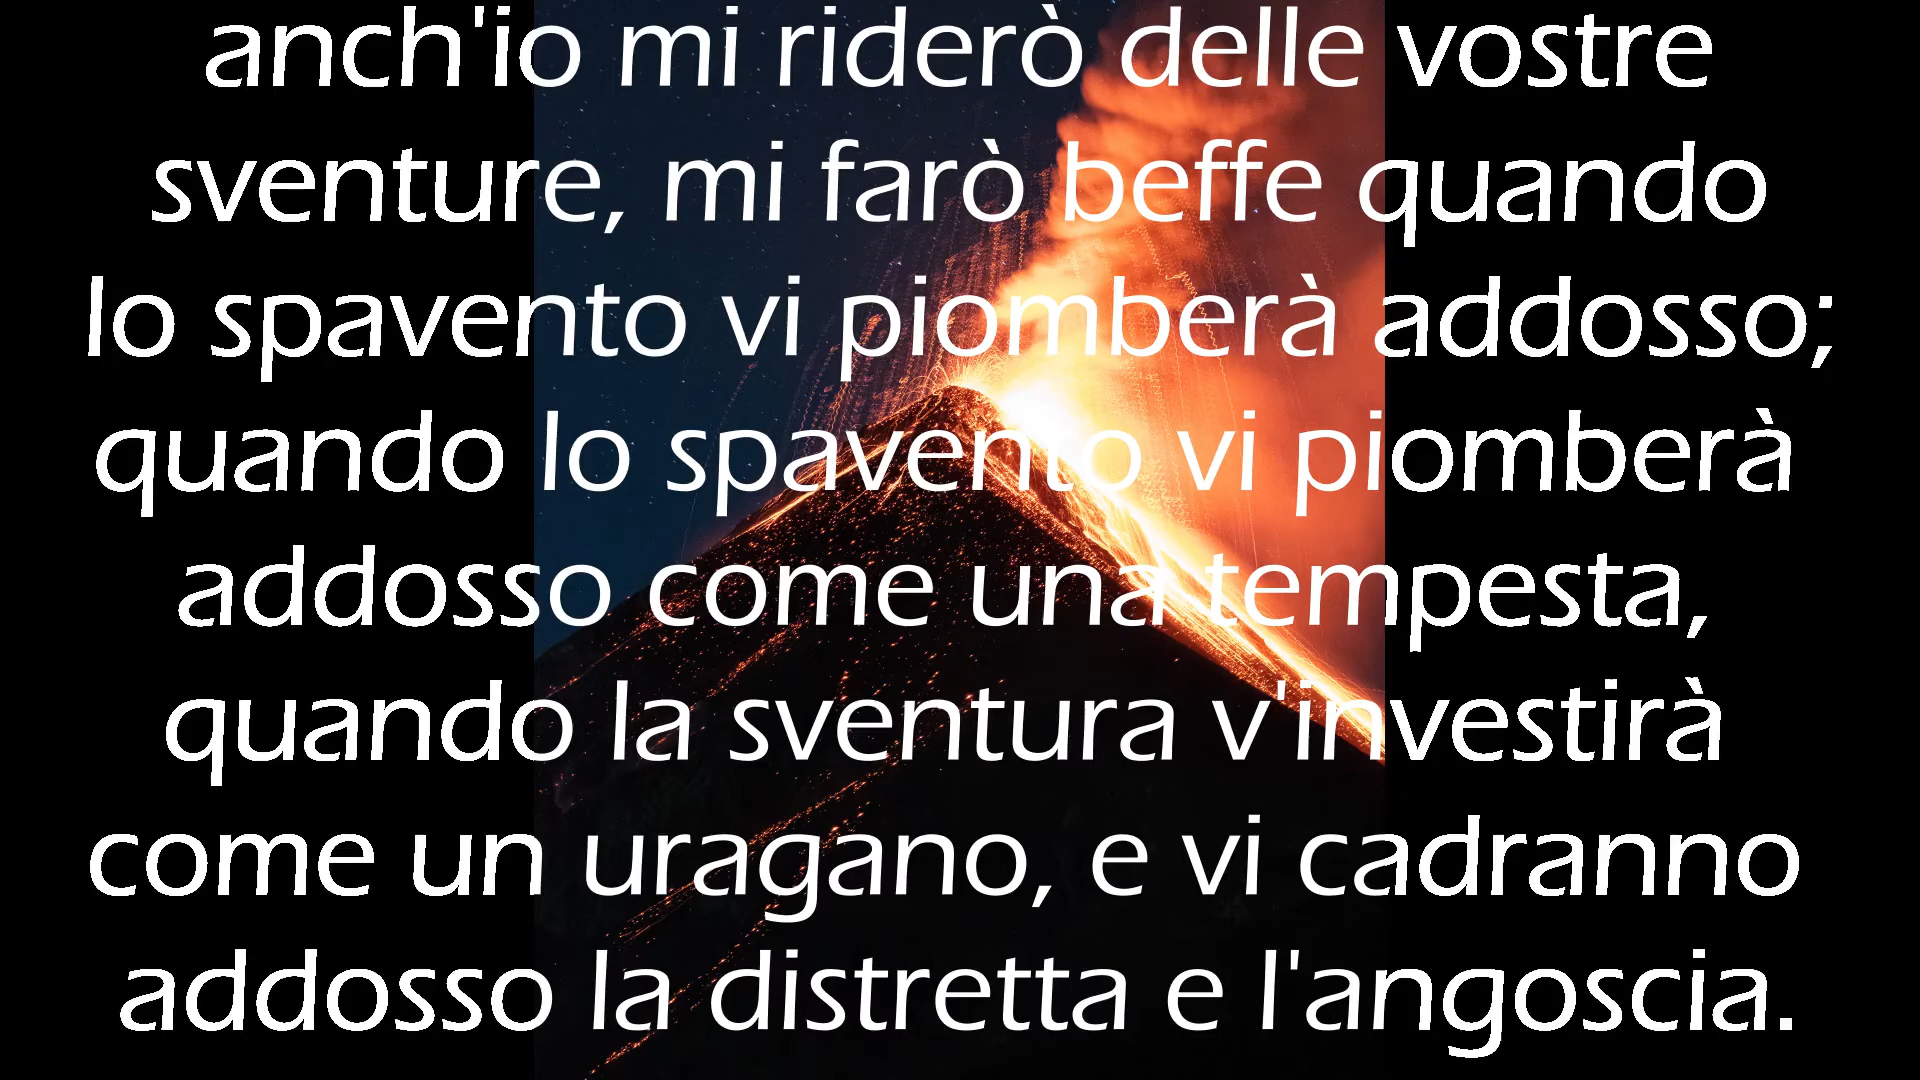 anch'io mi riderò delle vostre
sventure, mi farò beffe quando
lo spavento vi piomberà addosso;
quando lo spavento vi piomberà
addosso come una tempesta,
quando la sventura v'investirà
come un uragano, e vi cadranno
addosso la distretta e l'angoscia.